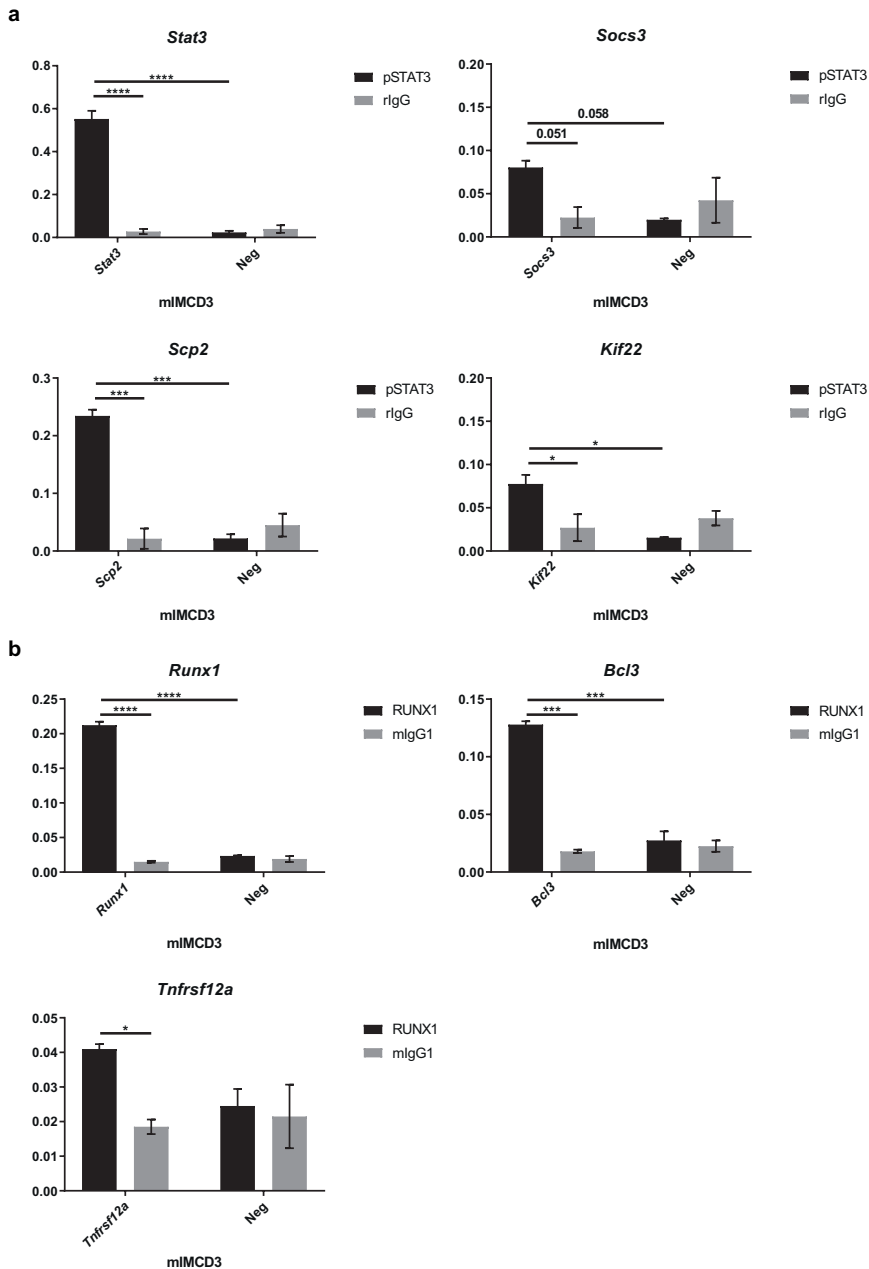 a
Stat3
0.8
0.6
0.4
0.2
0.0
****
****
pSTAT3
rIgG
Stat3
Neg
mIMCD3
Socs3
0.20
0.15
0.10
0.05
0.00
0.058
0.051
pSTAT3
rIgG
Socs3
Neg
mIMCD3
Scp2
0.3
0.2
0.1
0.0
***
***
pSTAT3
rIgG
Scp2
Neg
mIMCD3
Kif22
0.20
0.15
0.10
0.05
0.00
*
*
pSTAT3
rIgG
Kif22
Neg
mIMCD3
b
Runx1
0.25
0.20
0.15
0.10
0.05
0.00
****
****
RUNX1
mIgG1
Runx1
Neg
mIMCD3
Bcl3
0.15
0.10
0.05
0.00
***
***
RUNX1
mIgG1
Bcl3
Neg
mIMCD3
Tnfrsf12a
0.05
0.04
0.03
0.02
0.01
0.00
*
RUNX1
mIgG1
Tnfrsf12a
Neg
mIMCD3